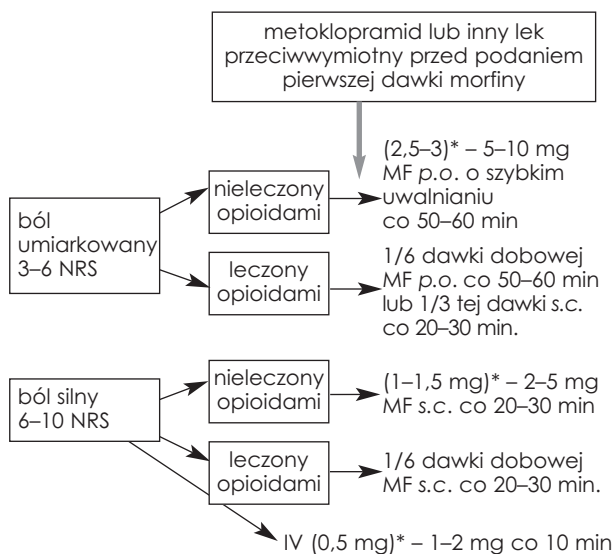 metoklopramid lub inny lek
przeciwwymiotny przed podaniem
pierwszej dawki morfiny
ból
umiarkowany
3–6 NRS
nieleczony
opioidami
(2,5–3)* – 5–10 mg
MF p.o. o szybkim
uwalnianiu
co 50–60 min
leczony
opioidami
1/6 dawki dobowej
MF p.o. co 50–60 min
lub 1/3 tej dawki s.c.
co 20–30 min.
ból silny
6–10 NRS
nieleczony
opioidami
(1–1,5 mg)* – 2–5 mg
MF s.c. co 20–30 min
leczony
opioidami
1/6 dawki dobowej
MF s.c. co 20–30 min.
IV (0,5 mg)* – 1–2 mg co 10 min